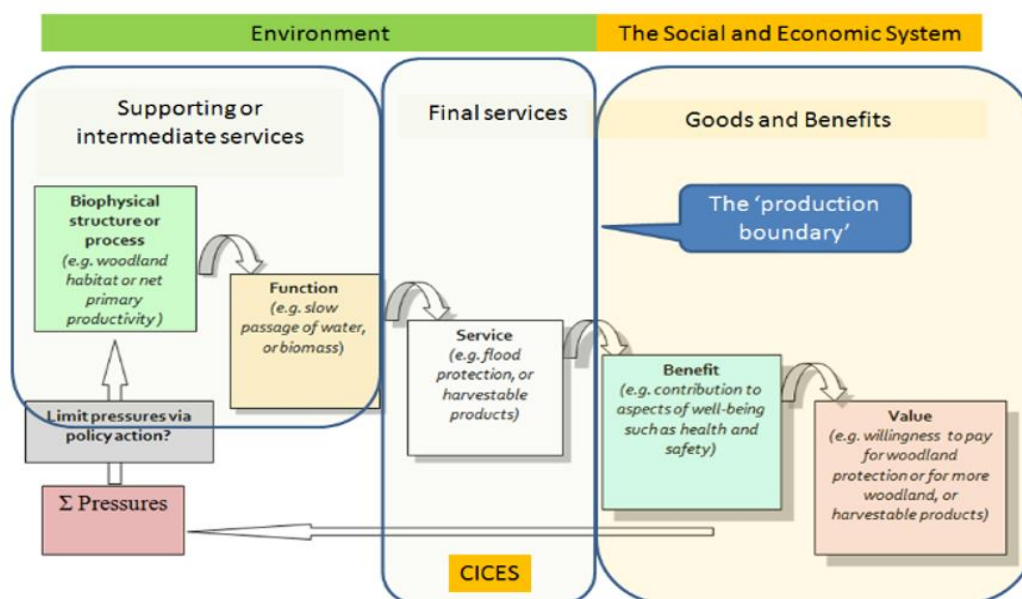 Environment
The Social and Economic System
Supporting or
intermediate services
Final services
Goods and Benefits
The ‘production
boundary’
Biophysical
structure or
process
(e.g. woodland
habitat or net
primary
productivity )
Function
(e.g. slow
passage of water,
or biomass)
Service
(e.g. flood
protection, or
harvestable
products)
Benefit
(e.g. contribution to
aspects of well-being
such as health and
safety)
Value
(e.g. willingness to pay
for woodland
protection or for more
woodland, or
harvestable products)
Limit pressures via
policy action?
Σ Pressures
CICES